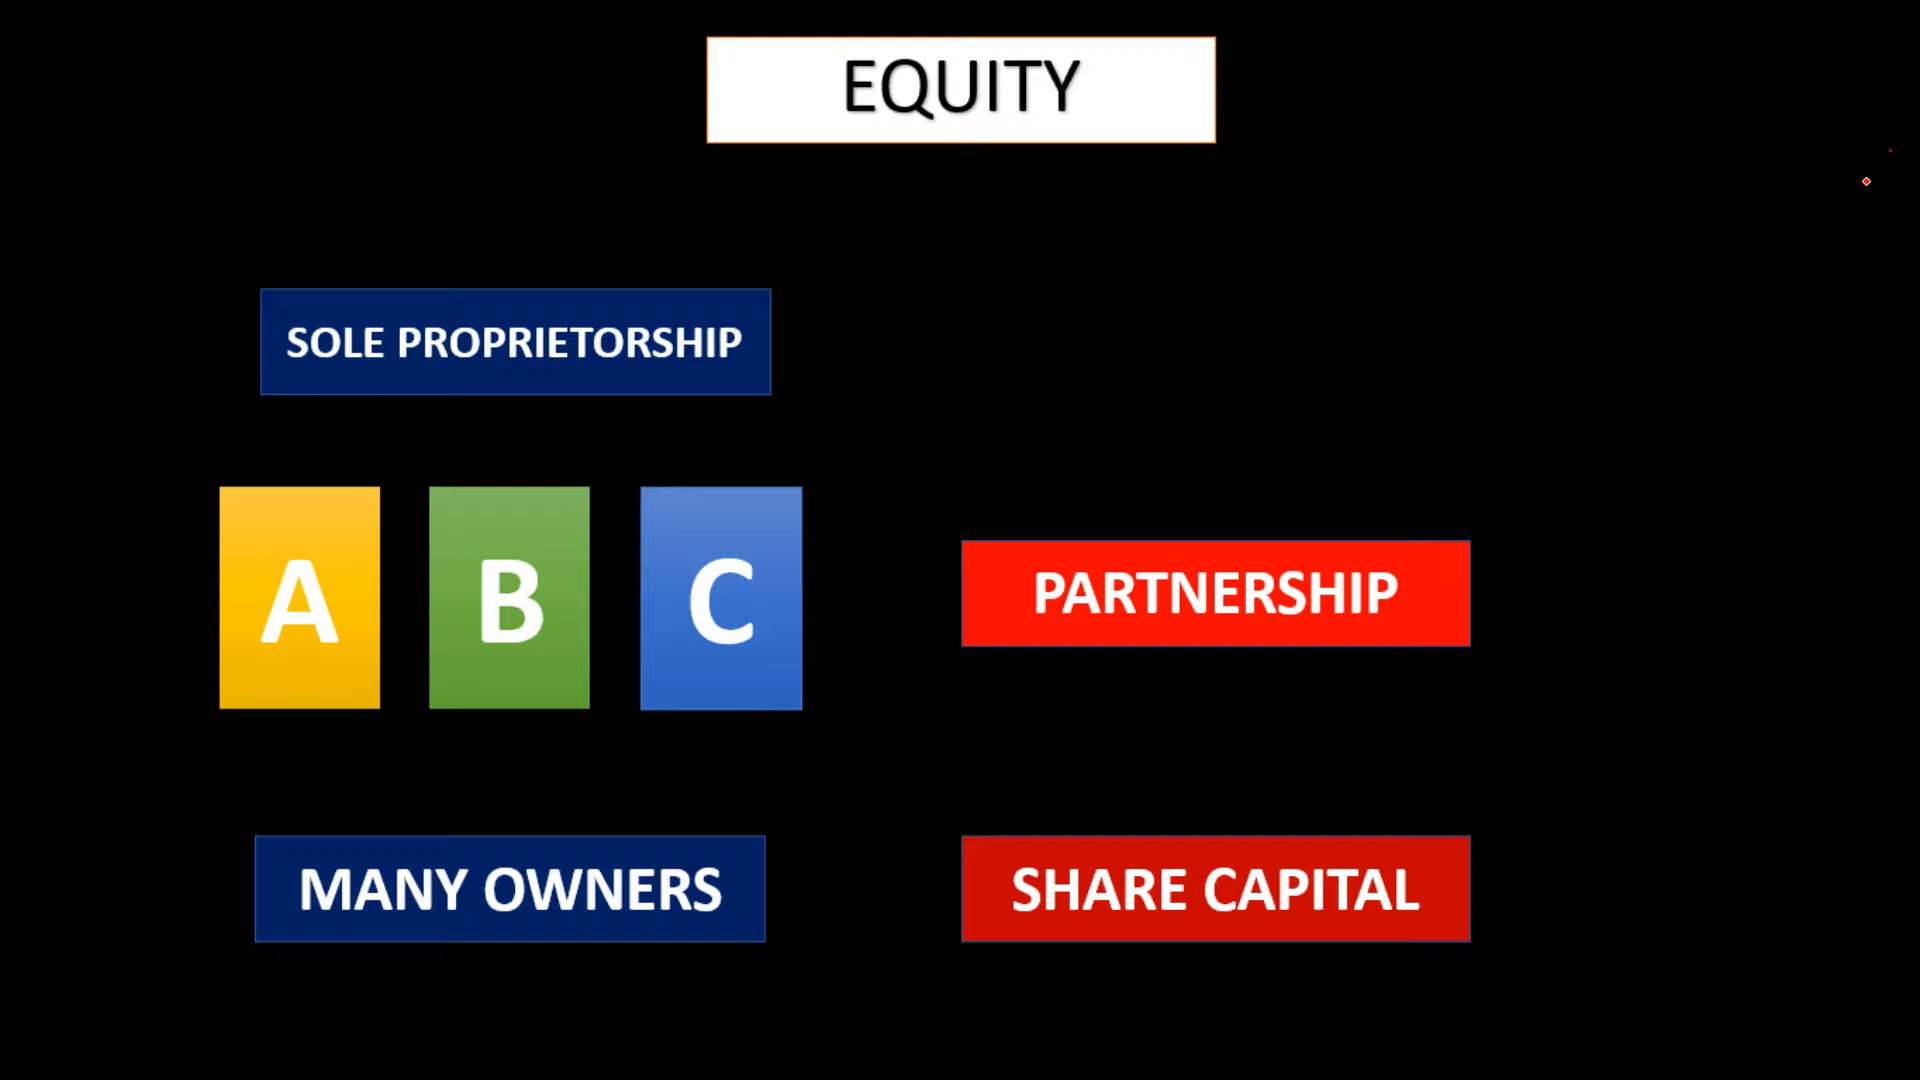 EQUITY
SOLE PROPRIETORSHIP
A B C
PARTNERSHIP
MANY OWNERS
SHARE CAPITAL